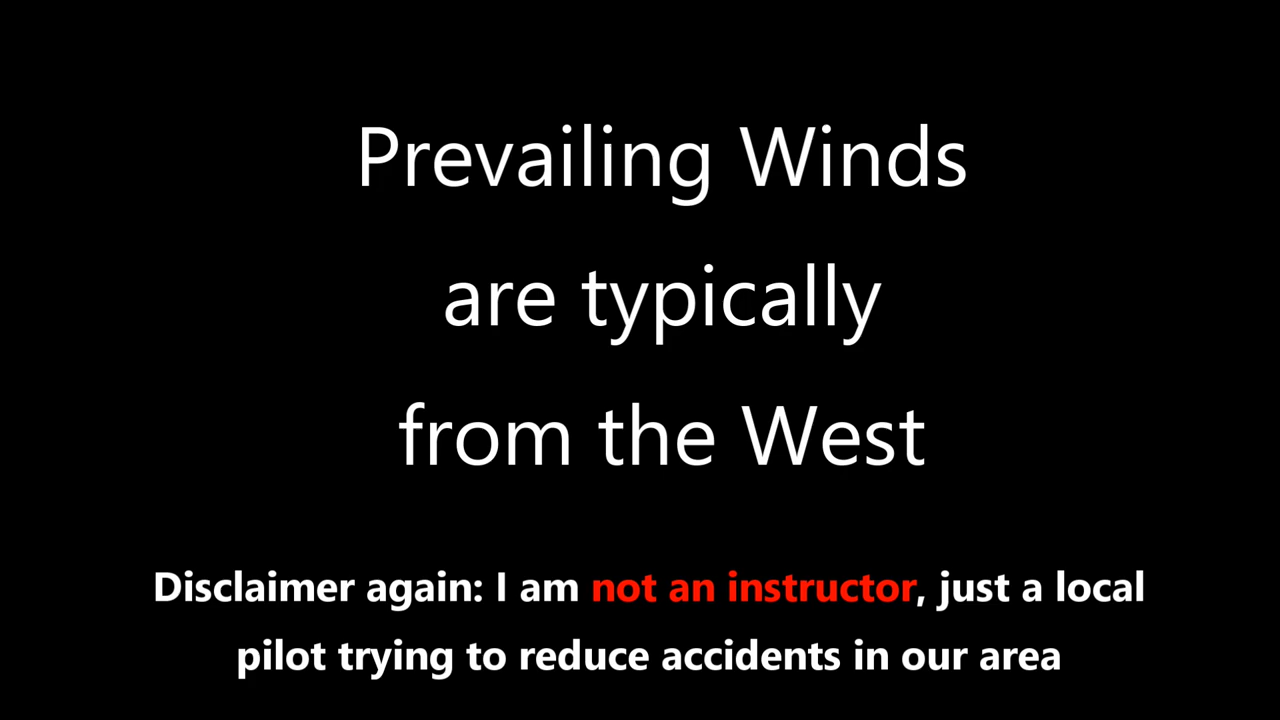 Prevailing Winds
are typically
from the West
Disclaimer again: I am not an instructor, just a local
pilot trying to reduce accidents in our area